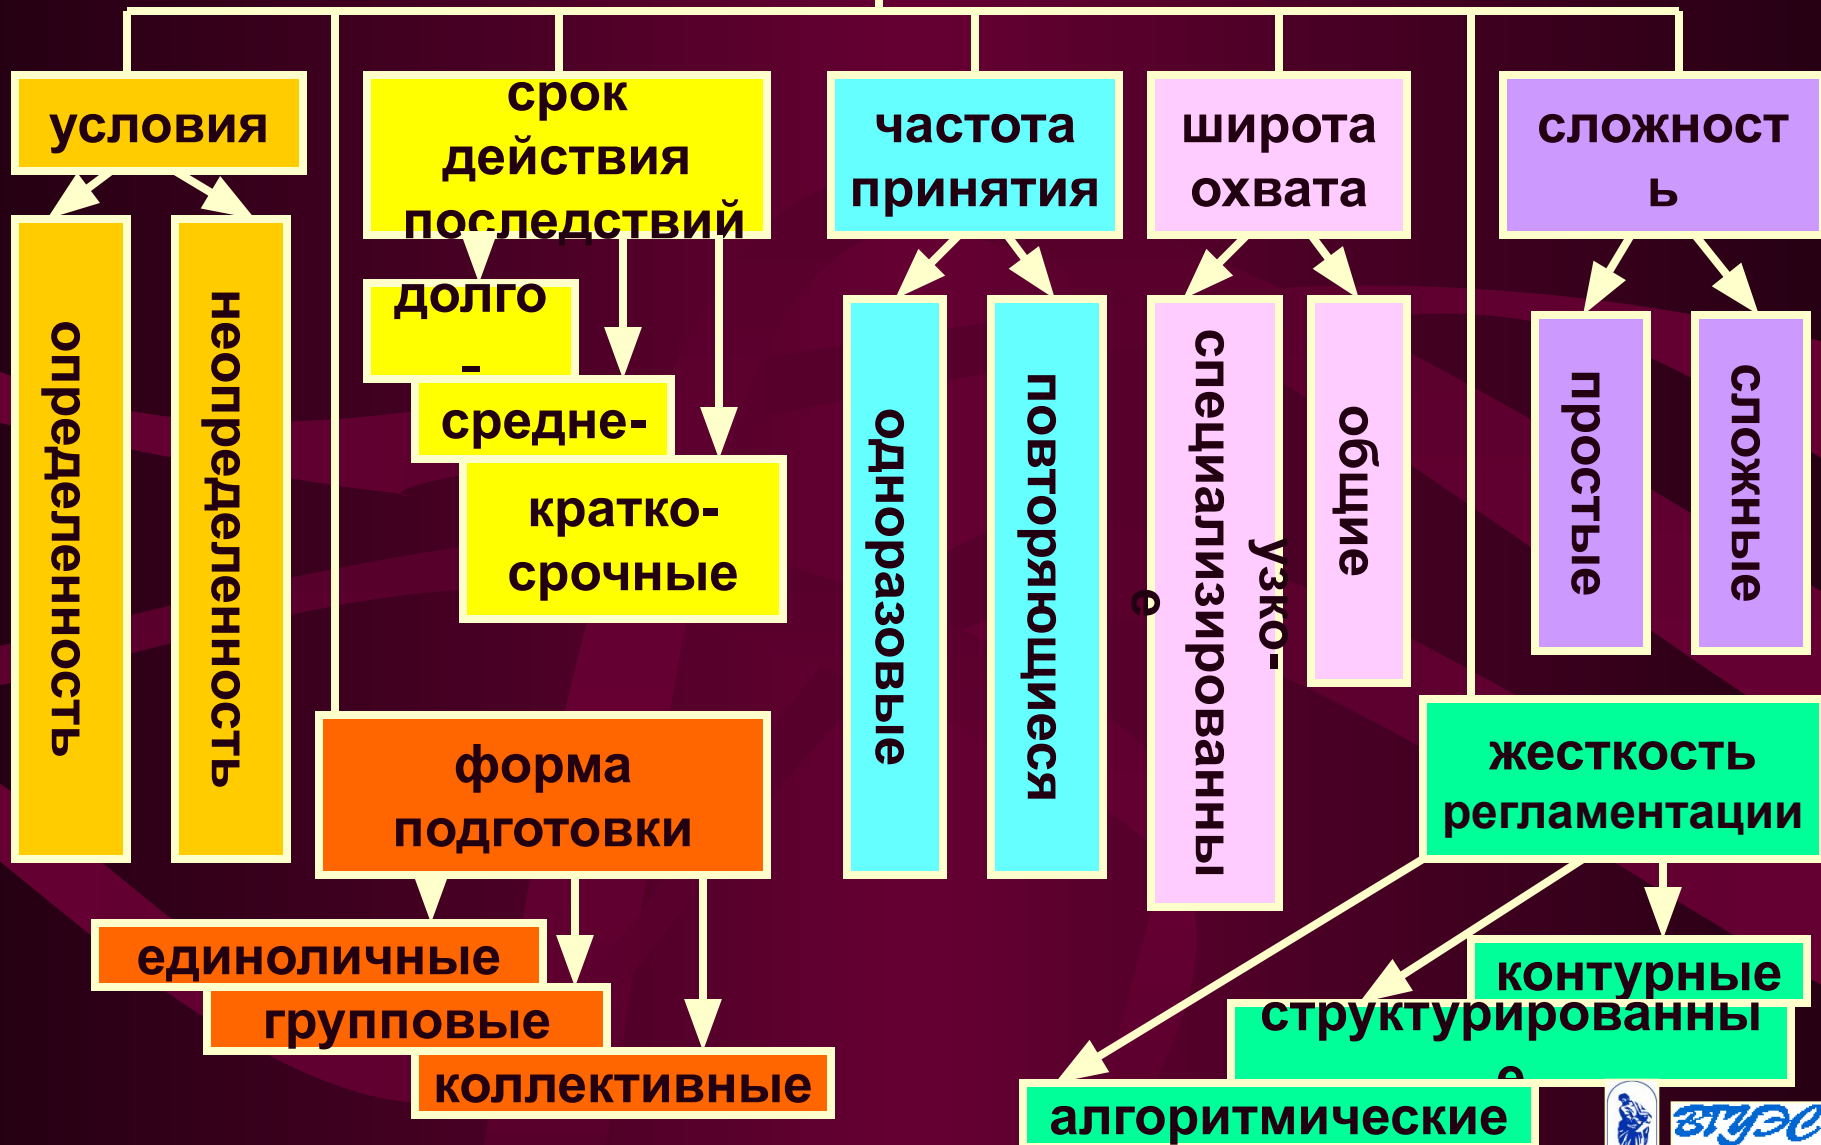 условия
срок
действия
последствий
частота
принятия
широта
охвата
сложност
ь
определенность
неопределенность
долго
-
средне-
кратко-
срочные
одноразовые
повторяющиеся
узко-
специализированны
е
общие
простые
сложные
форма
подготовки
единоличные
групповые
коллективные
жесткость
регламентации
контурные
структурированны
е
алгоритмические
ВГУЭС